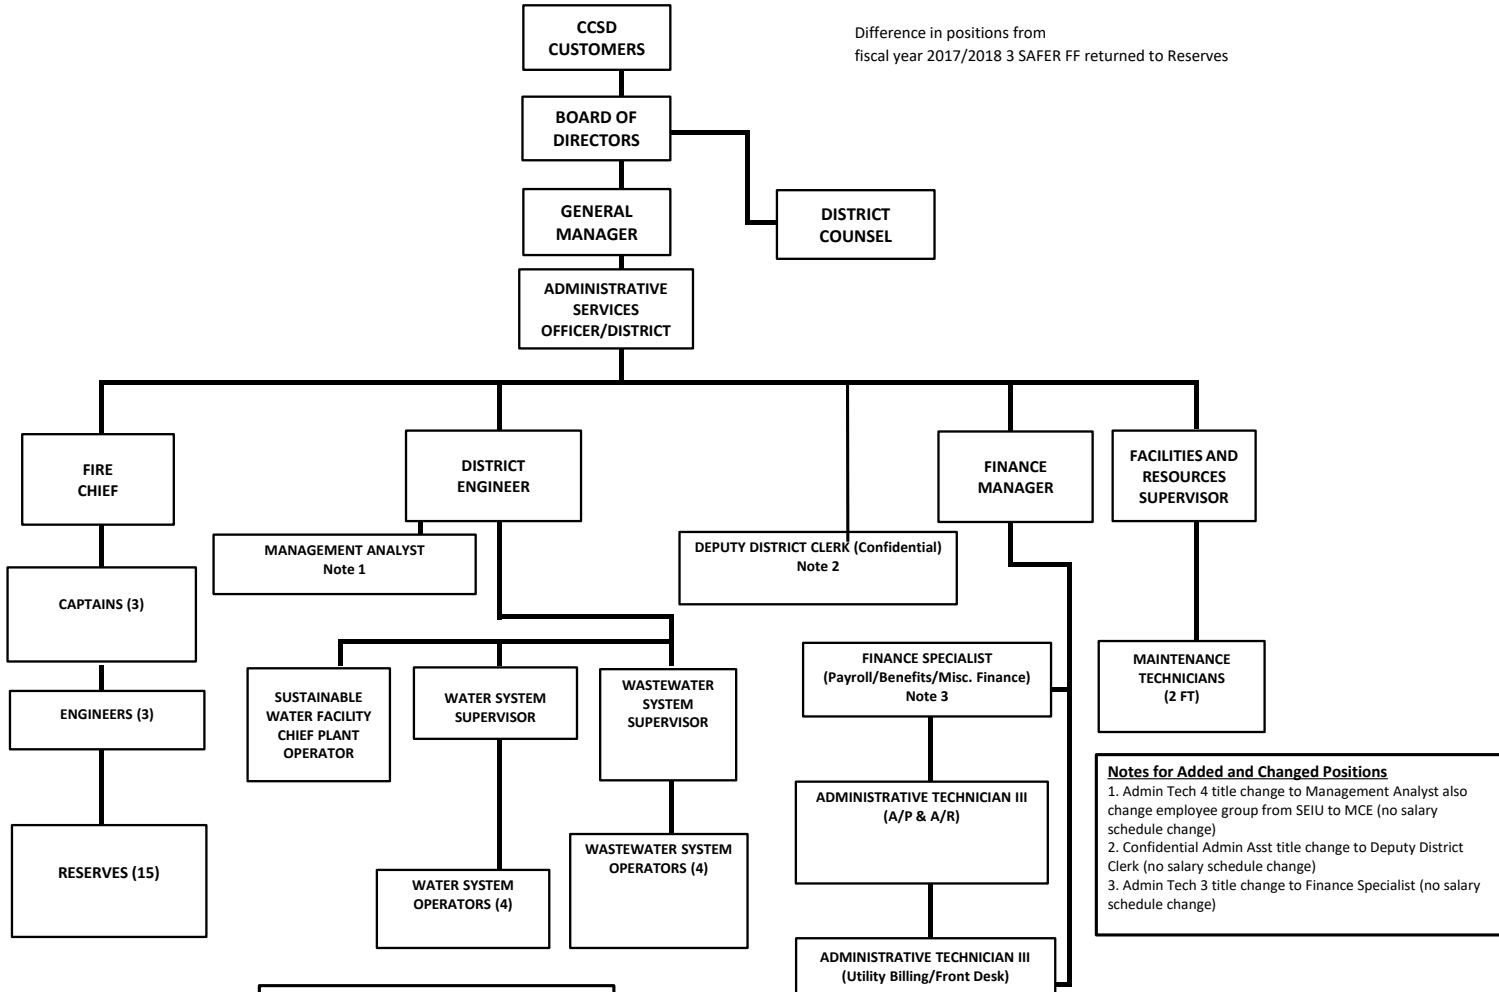 CCSD
CUSTOMERS
Difference in positions from
fiscal year 2017/2018 3 SAFER FF returned to Reserves
BOARD OF
DIRECTORS
GENERAL
MANAGER
DISTRICT
COUNSEL
ADMINISTRATIVE
SERVICES
OFFICER/DISTRICT
FIRE
CHIEF
DISTRICT
ENGINEER
FINANCE
MANAGER
FACILITIES AND
RESOURCES
SUPERVISOR
MANAGEMENT ANALYST
Note 1
DEPUTY DISTRICT CLERK (Confidential)
Note 2
CAPTAINS (3)
ENGINEERS (3)
RESERVES (15)
SUSTAINABLE
WATER FACILITY
CHIEF PLANT
OPERATOR
WATER SYSTEM
SUPERVISOR
WASTEWATER
SYSTEM
SUPERVISOR
WATER SYSTEM
OPERATORS (4)
WASTEWATER SYSTEM
OPERATORS (4)
FINANCE SPECIALIST
(Payroll/Benefits/Misc. Finance)
Note 3
ADMINISTRATIVE TECHNICIAN III
(A/P & A/R)
ADMINISTRATIVE TECHNICIAN III
(Utility Billing/Front Desk)
MAINTENANCE
TECHNICIANS
(2 FT)
Notes for Added and Changed Positions
1. Admin Tech 4 title change to Management Analyst also
change employee group from SEIU to MCE (no salary
schedule change)
2. Confidential Admin Asst title change to Deputy District
Clerk (no salary schedule change)
3. Admin Tech 3 title change to Finance Specialist (no salary
schedule change)